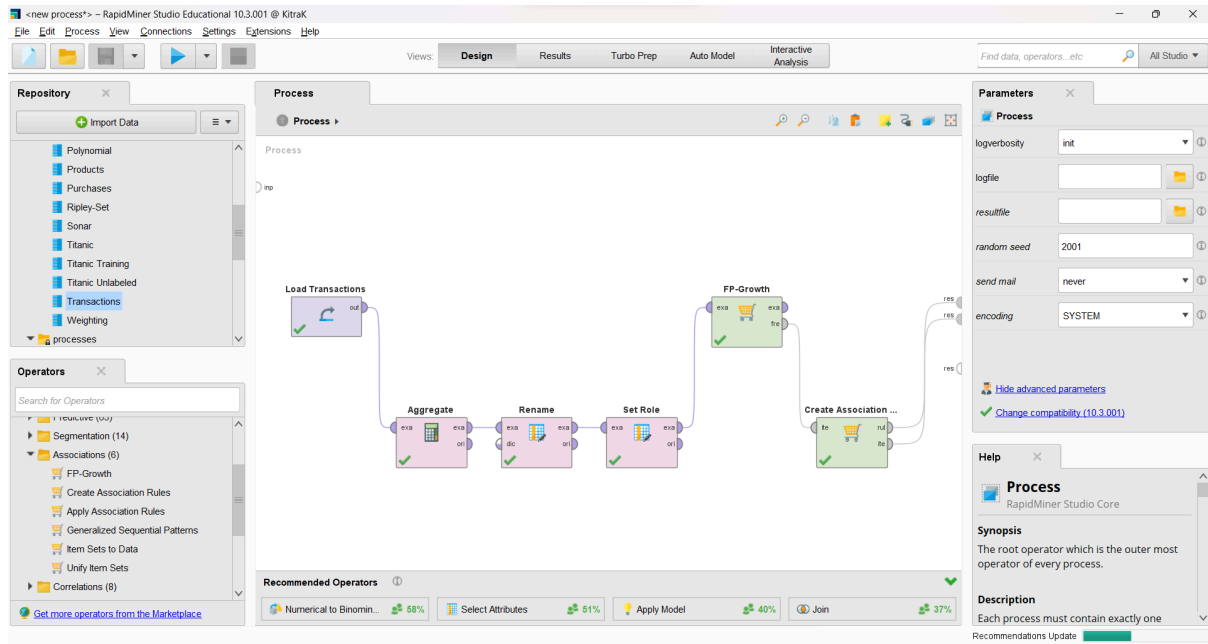 <new process*> – RapidMiner Studio Educational 10.3.001 @ KitraK
File Edit Process View Connections Settings Extensions Help
Views: Design Results Turbo Prep Auto Model Interactive Analysis
Find data, operators...etc All Studio
Repository
Import Data
Polynomial
Products
Purchases
Ripley-Set
Sonar
Titanic
Titanic Training
Titanic Unlabeled
Transactions
Weighting
processes
Operators
Search for Operators
Segmentation (14)
Associations (6)
FP-Growth
Create Association Rules
Apply Association Rules
Generalized Sequential Patterns
Item Sets to Data
Unify Item Sets
Correlations (8)
Get more operators from the Marketplace
Process
Process
Process
inp
Load Transactions
out
Aggregate
exa exa
ori
Rename
exa exa
dic ori
Set Role
exa exa
ori
FP-Growth
exa exa
fre
Create Association ...
ite rul
ite
res
res
res
Recommended Operators
Numerical to Binomin... 58%
Select Attributes 51%
Apply Model 40%
Join 37%
Parameters
Process
logverbosity init
logfile
resultfile
random seed 2001
send mail never
encoding SYSTEM
Hide advanced parameters
Change compatibility (10.3.001)
Help
Process
RapidMiner Studio Core
Synopsis
The root operator which is the outer most
operator of every process.
Description
Each process must contain exactly one
Recommendations Update